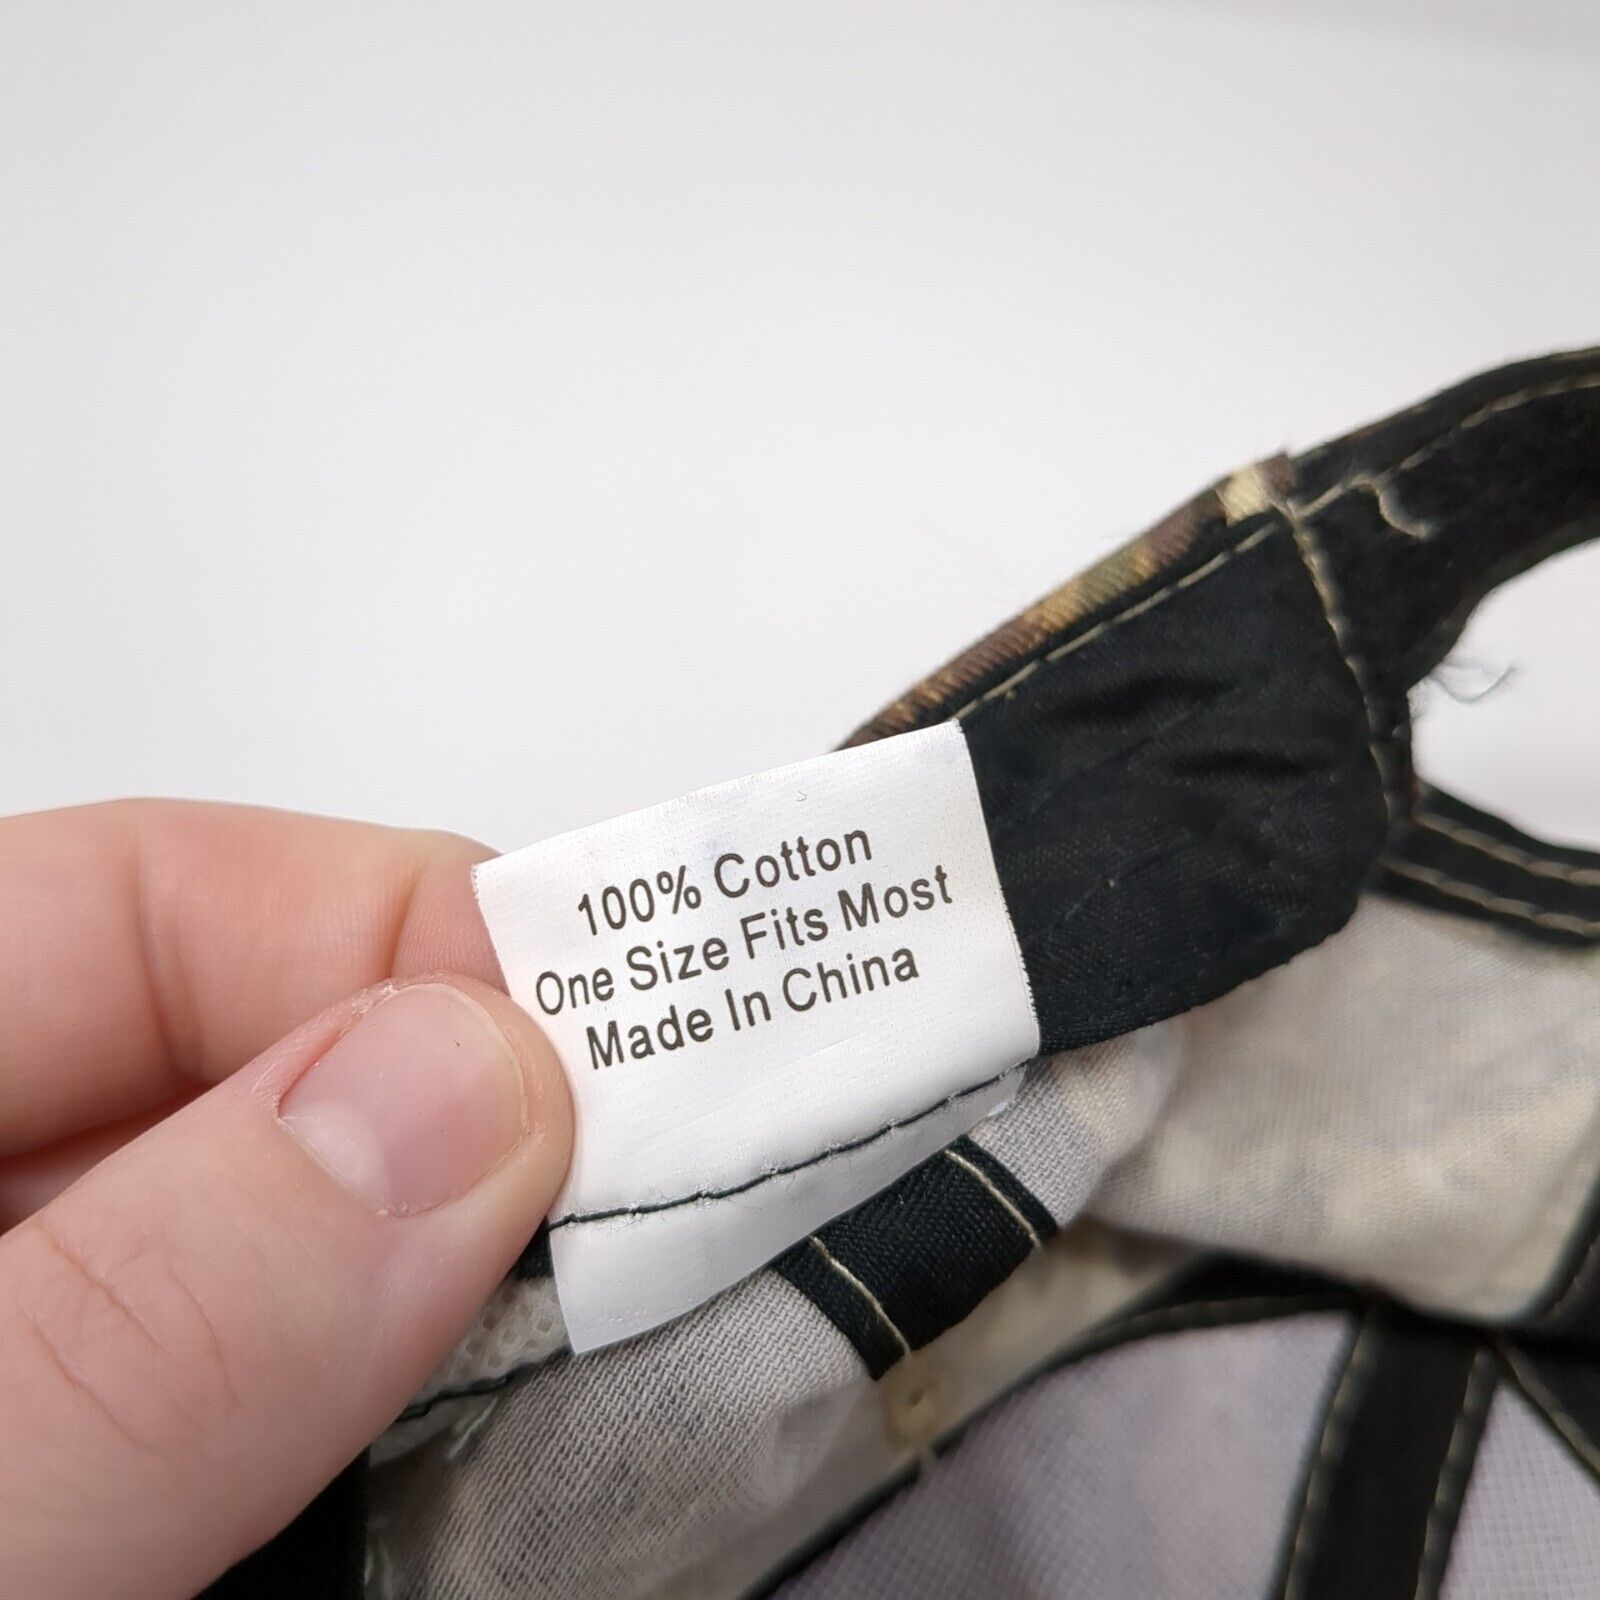 100% Cotton
One Size Fits Most
Made In China